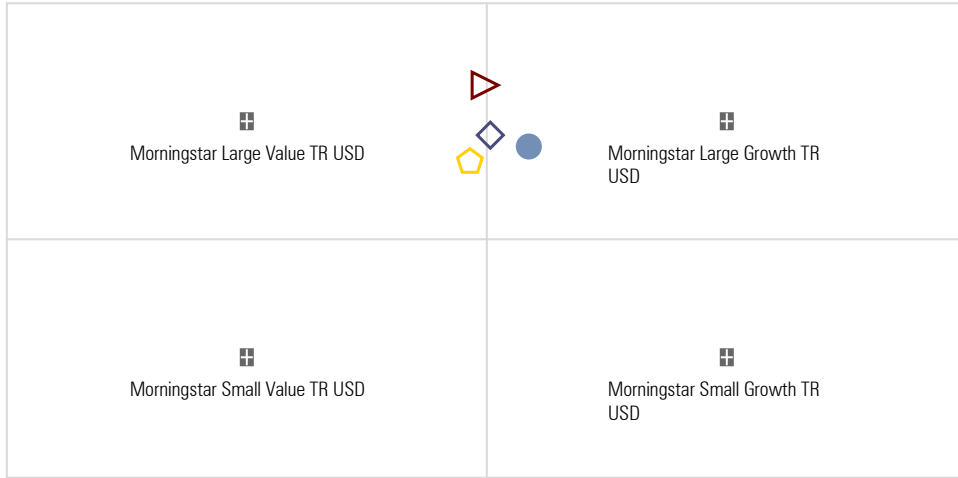 Morningstar Large Value TR USD
Morningstar Large Growth TR
USD
Morningstar Small Value TR USD
Morningstar Small Growth TR
USD